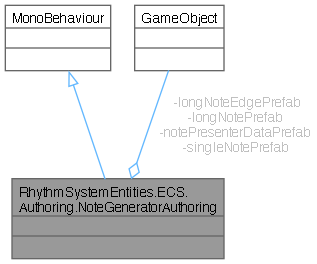 MonoBehaviour
GameObject
-longNoteEdgePrefab
-longNotePrefab
-notePresenterDataPrefab
-singleNotePrefab
RhythmSystemEntities.ECS.
Authoring.NoteGeneratorAuthoring